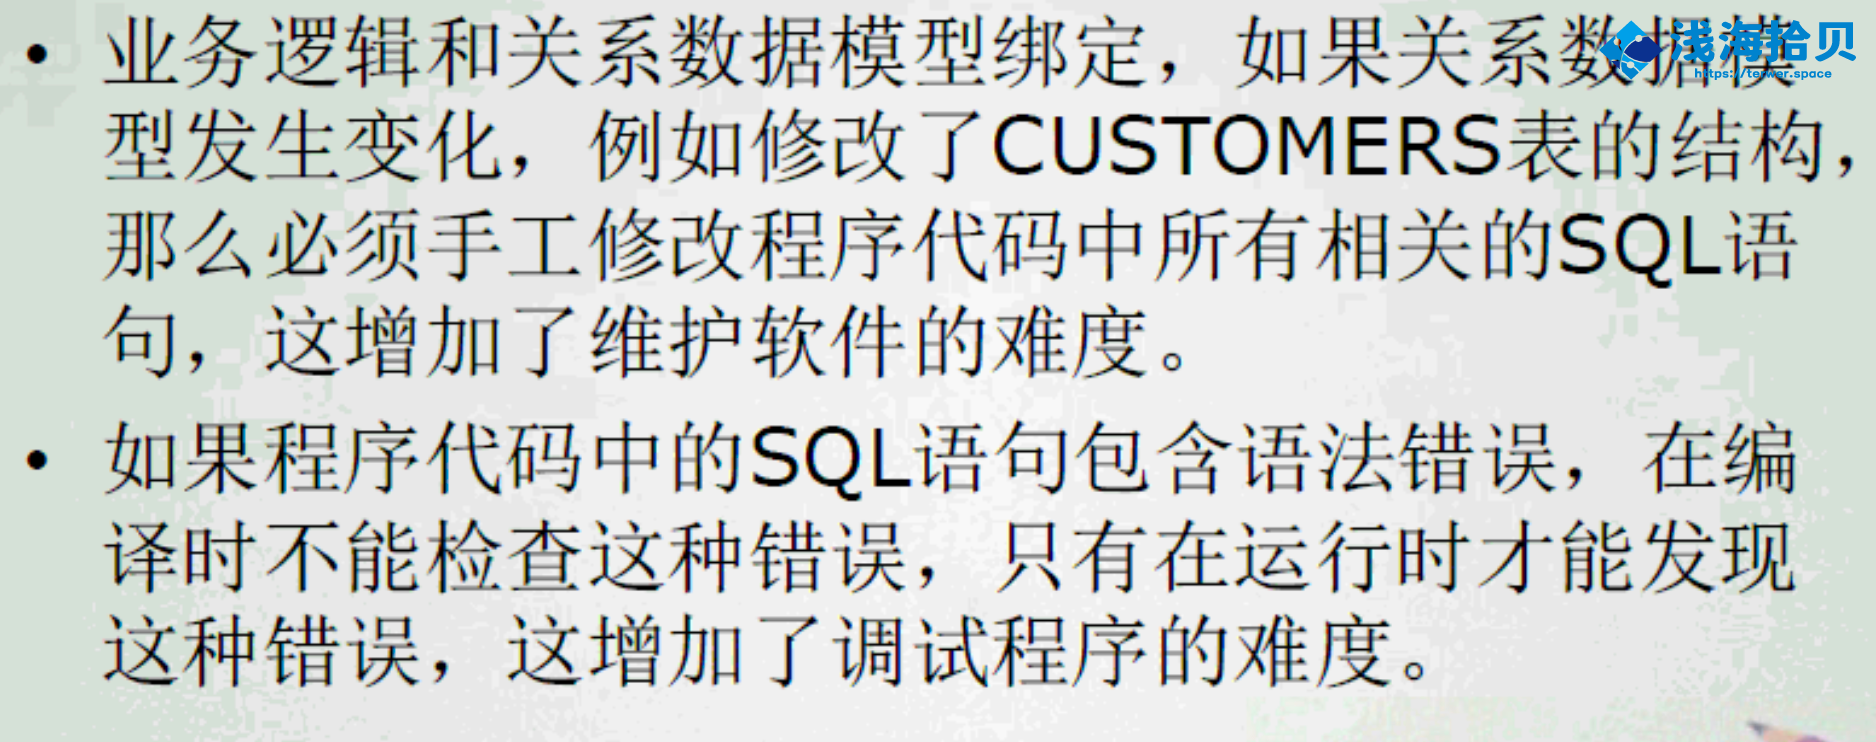 • 业务逻辑和关系数据模型绑定，如果关系数据模
型发生变化，例如修改了CUSTOMERS表的结构，
那么必须手工修改程序代码中所有相关的SQL语
句，这增加了维护软件的难度。
• 如果程序代码中的SQL语句包含语法错误，在编
译时不能检查这种错误，只有在运行时才能发现
这种错误，这增加了调试程序的难度。
浅海拾贝
https://terwer.space